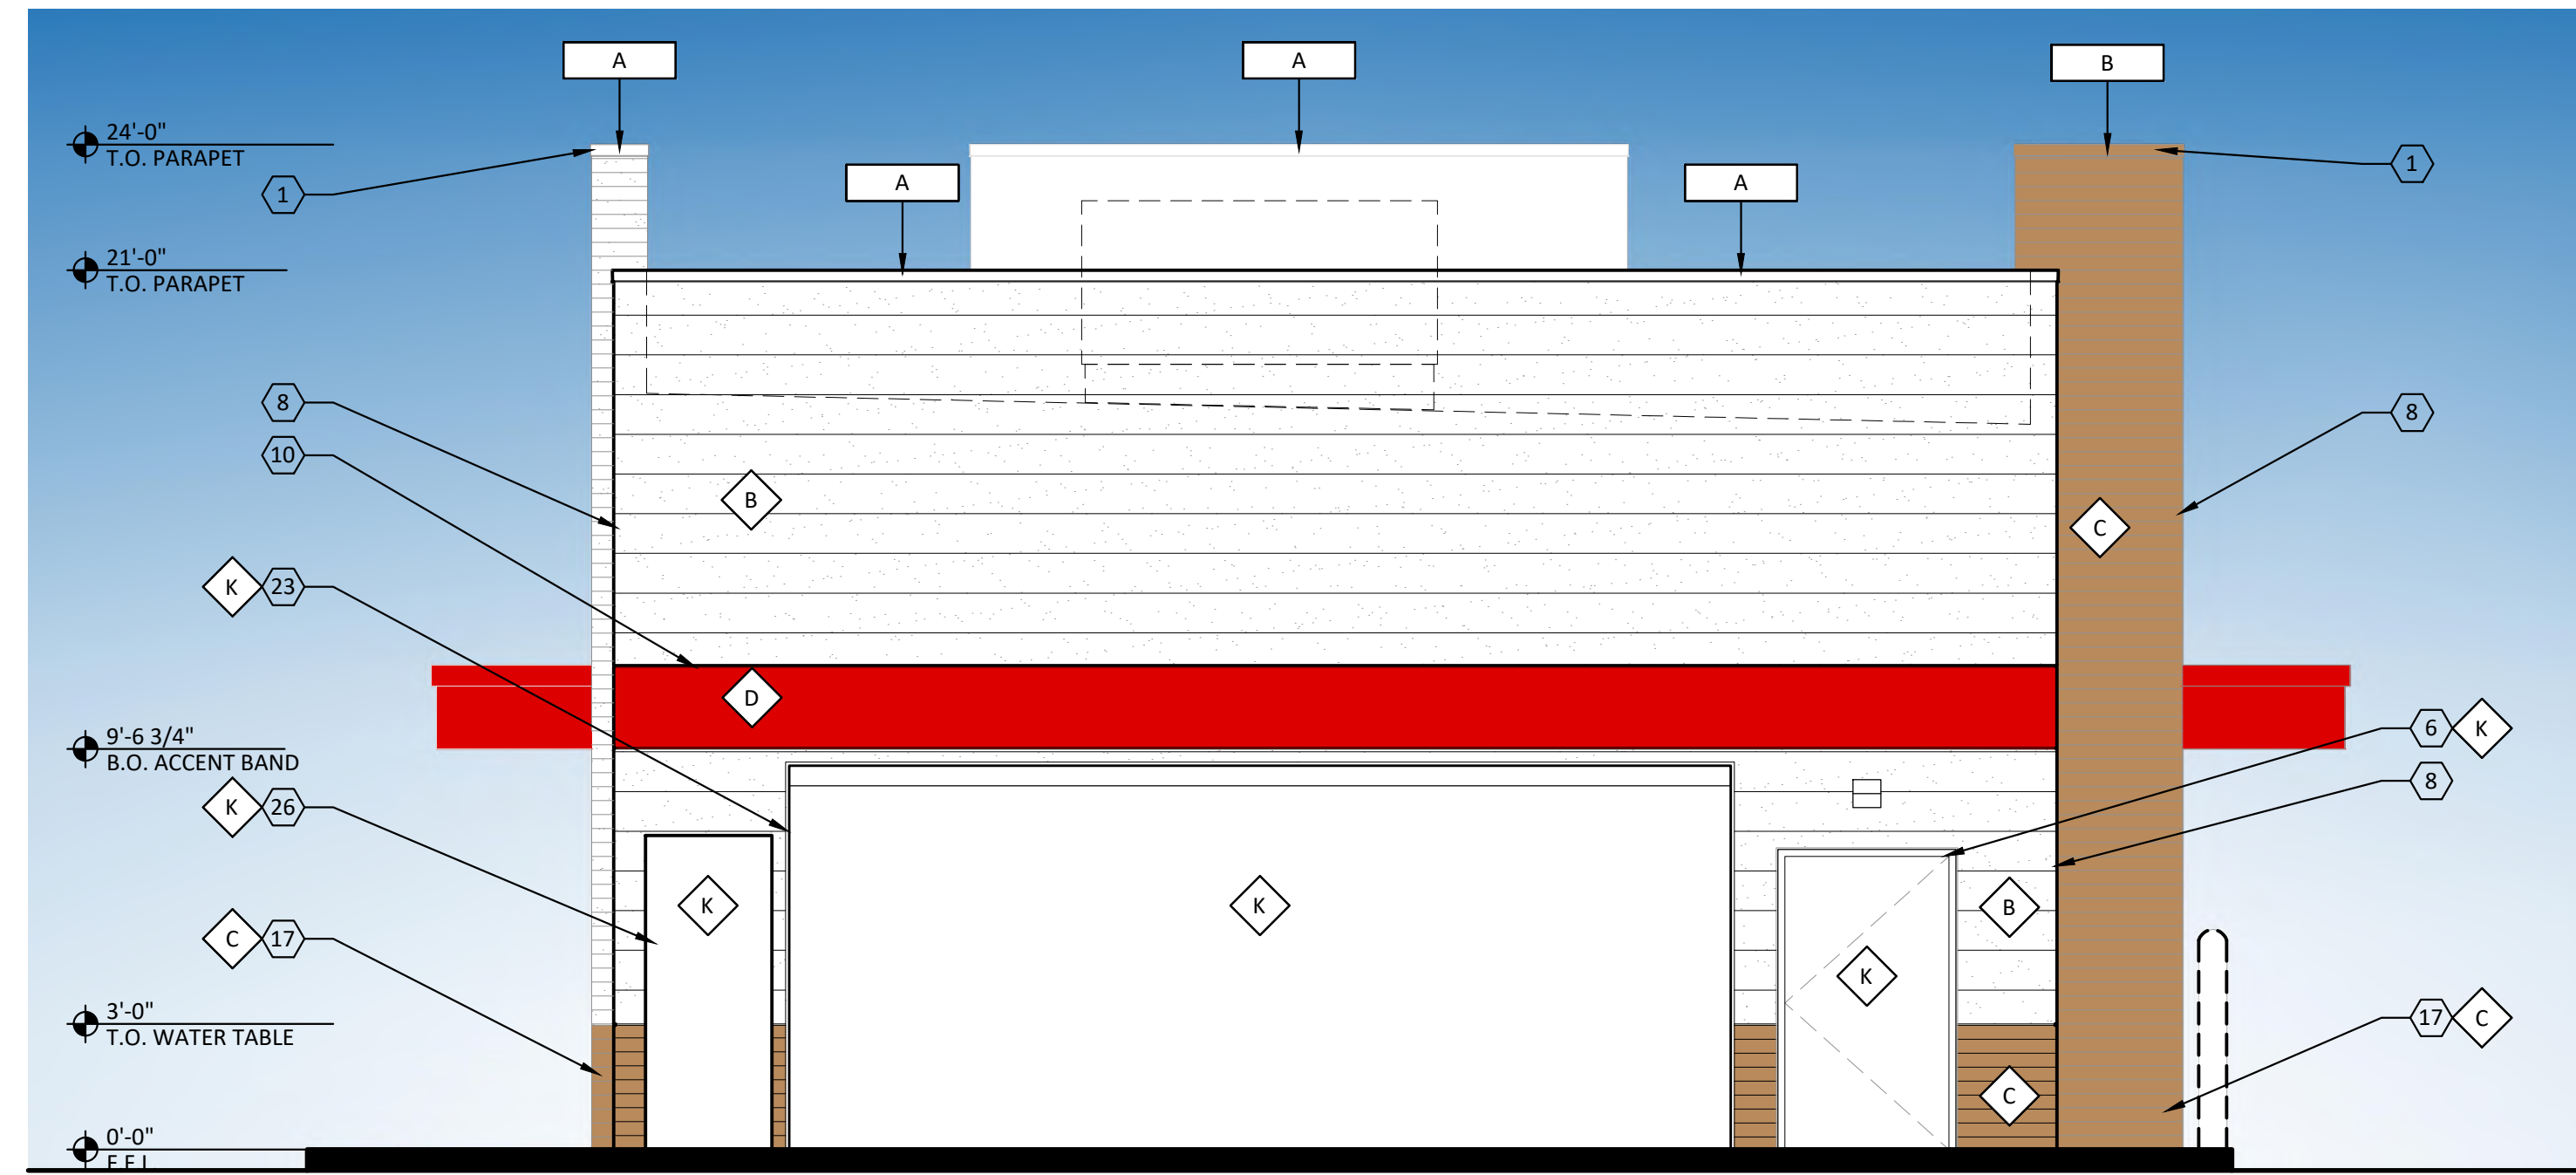 A
A
B
24'-0"
T.O. PARAPET
1
1
A
A
21'-0"
T.O. PARAPET
8
8
10
B
C
K 23
D
9'-6 3/4"
B.O. ACCENT BAND
6 K
8
K 26
K
K
B
C 17
K
3'-0"
T.O. WATER TABLE
17 C
C
0'-0"
F.F.L.